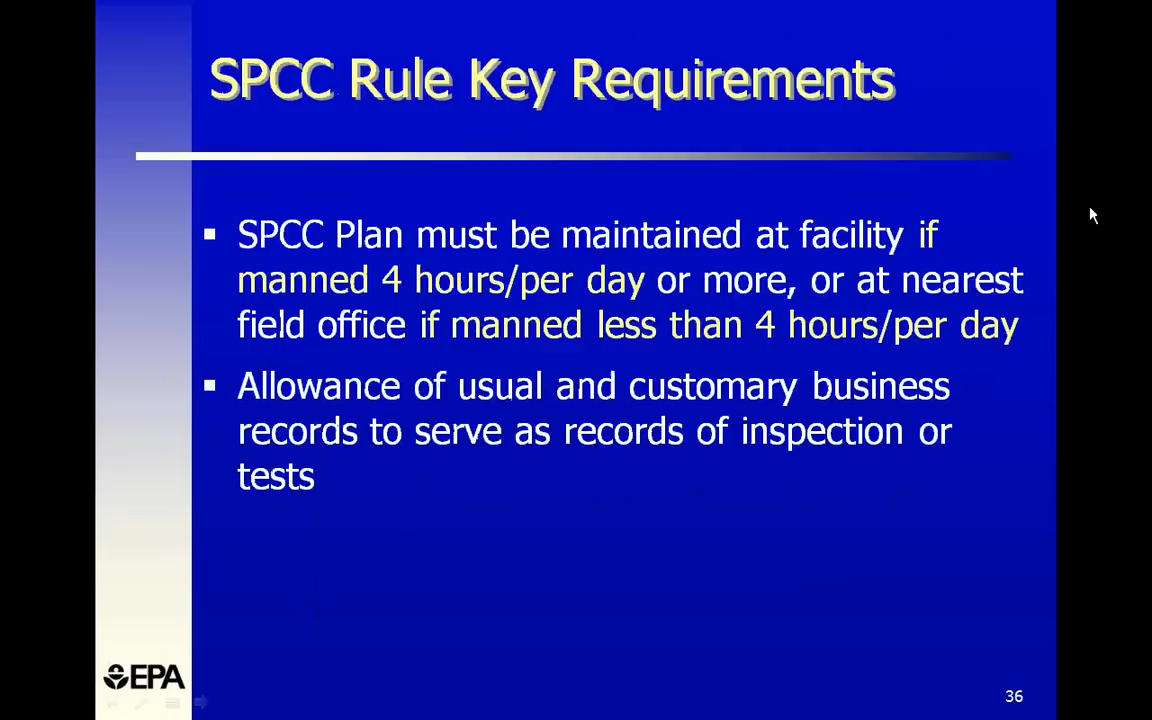 SPCC Rule Key Requirements
▪ SPCC Plan must be maintained at facility if
manned 4 hours/per day or more, or at nearest
field office if manned less than 4 hours/per day
▪ Allowance of usual and customary business
records to serve as records of inspection or
tests
EPA
36